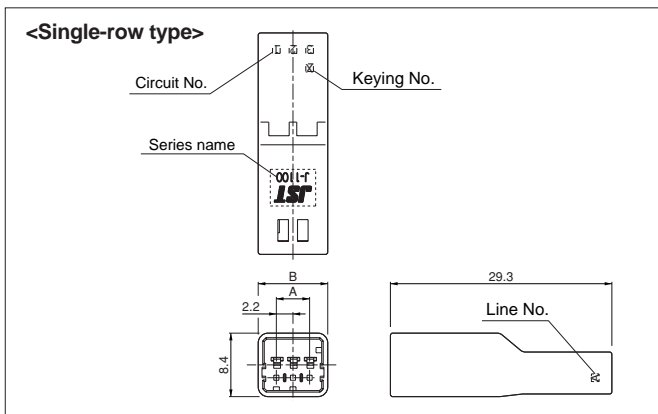 <Single-row type>
Circuit No.
Keying No.
Series name
J-1100
JST
B
A
2.2
8.4
29.3
Line No.